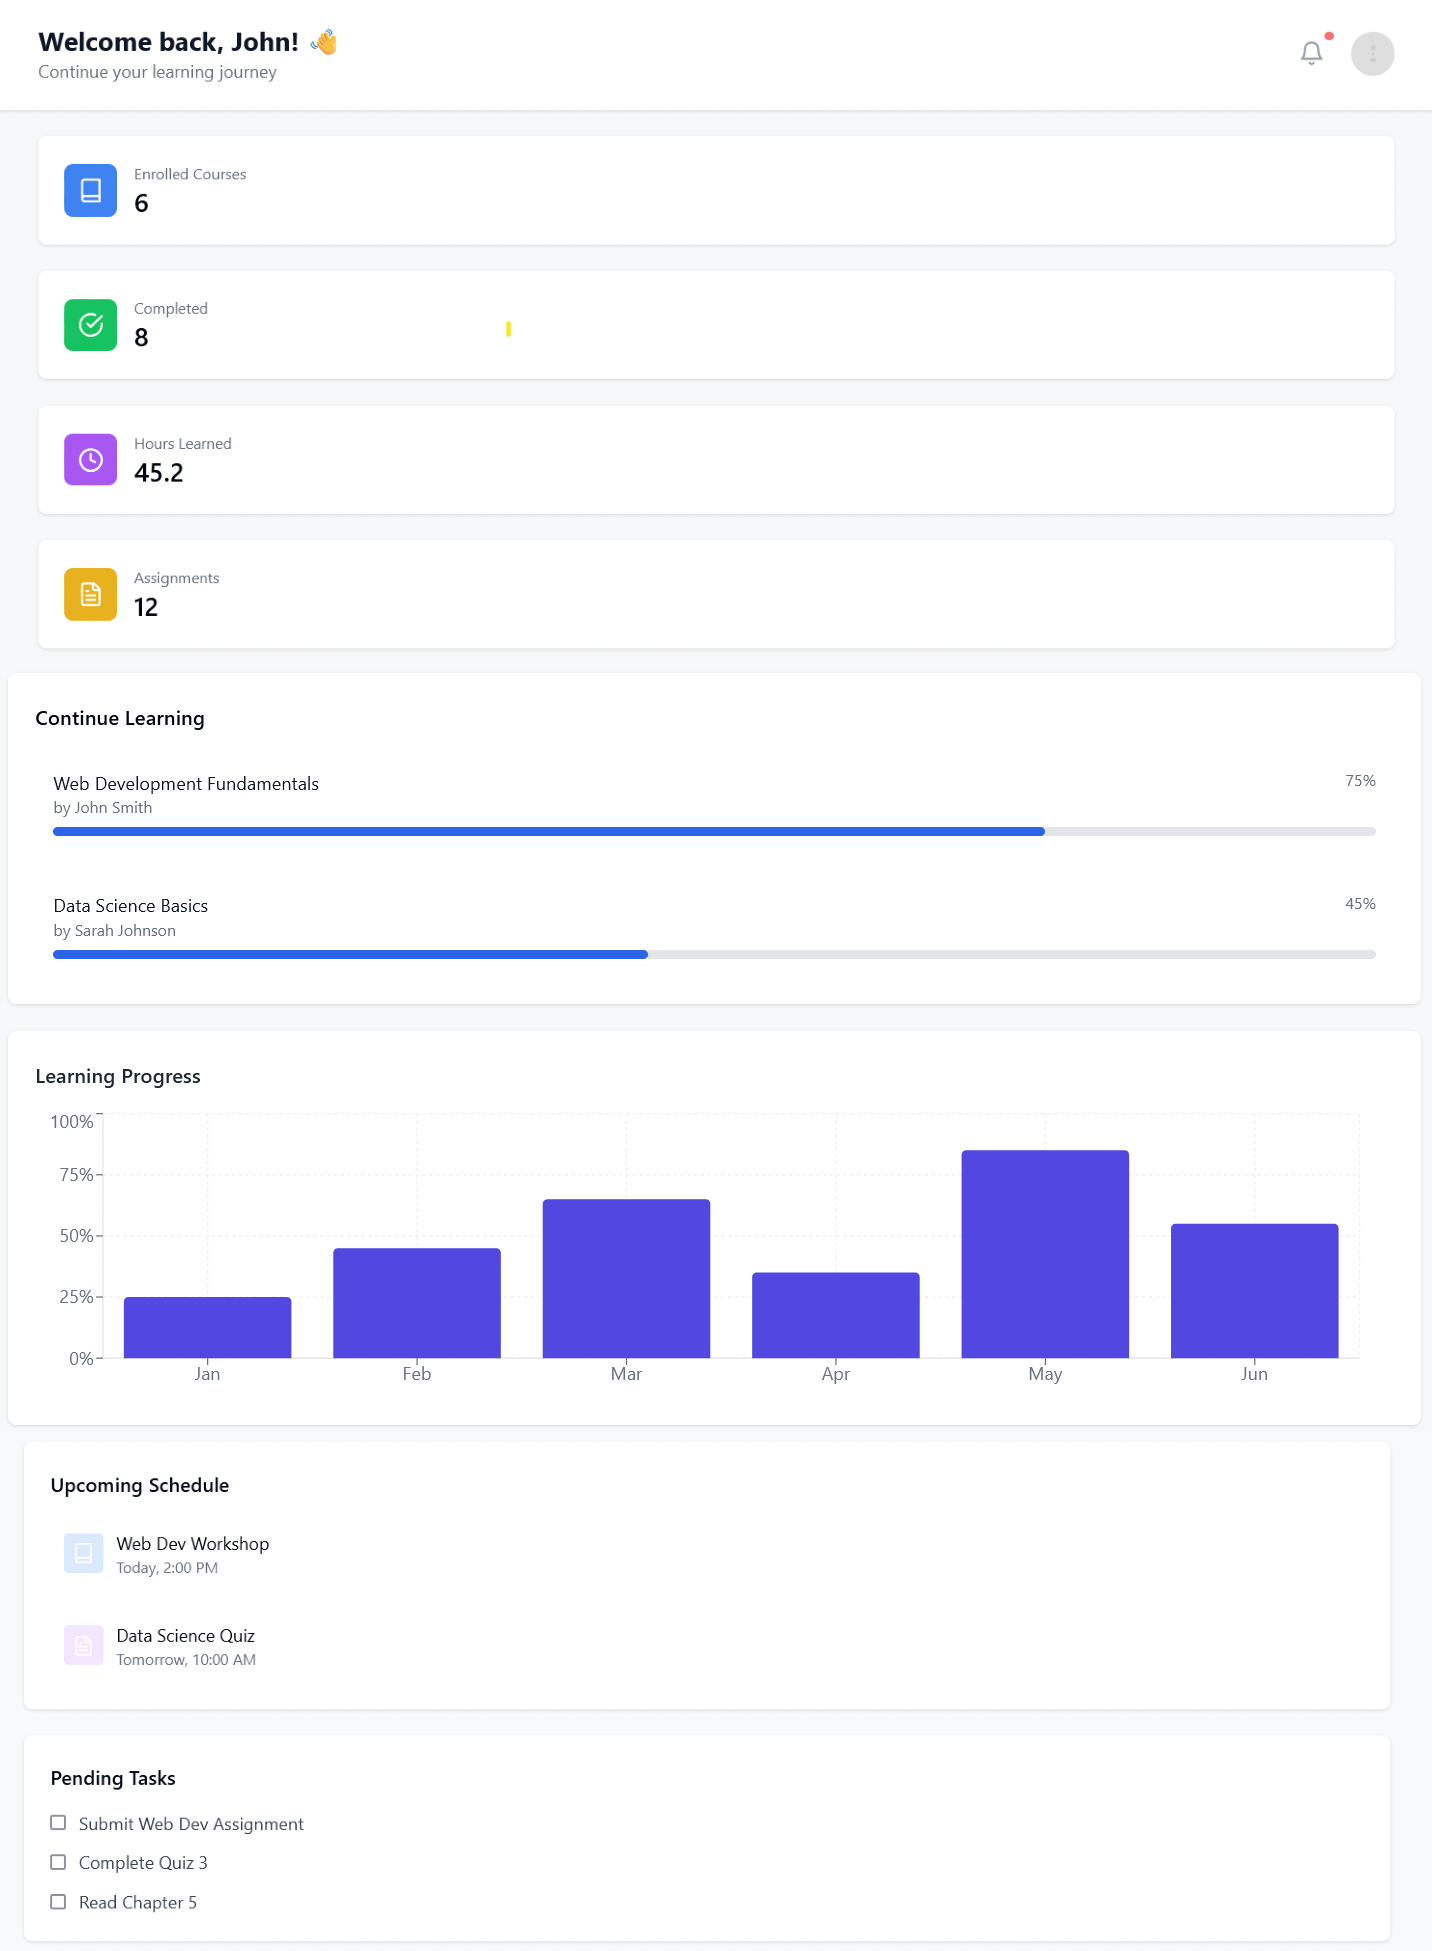 Welcome back, John! 👋
Continue your learning journey
Enrolled Courses
6
Completed
8
Hours Learned
45.2
Assignments
12
Continue Learning
Web Development Fundamentals
75%
by John Smith
Data Science Basics
45%
by Sarah Johnson
Learning Progress
100%
75%
50%
25%
0%
Jan Feb Mar Apr May Jun
Upcoming Schedule
Web Dev Workshop
Today, 2:00 PM
Data Science Quiz
Tomorrow, 10:00 AM
Pending Tasks
Submit Web Dev Assignment
Complete Quiz 3
Read Chapter 5